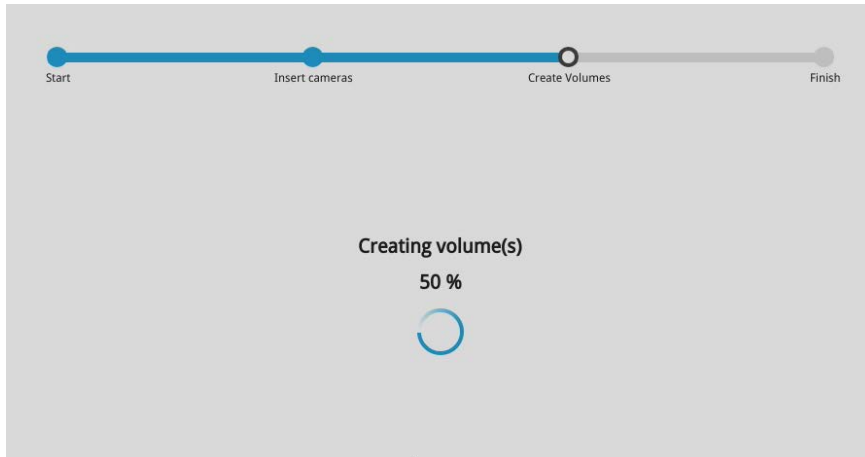 Start
Insert cameras
Create Volumes
Finish
Creating volume(s)
50 %